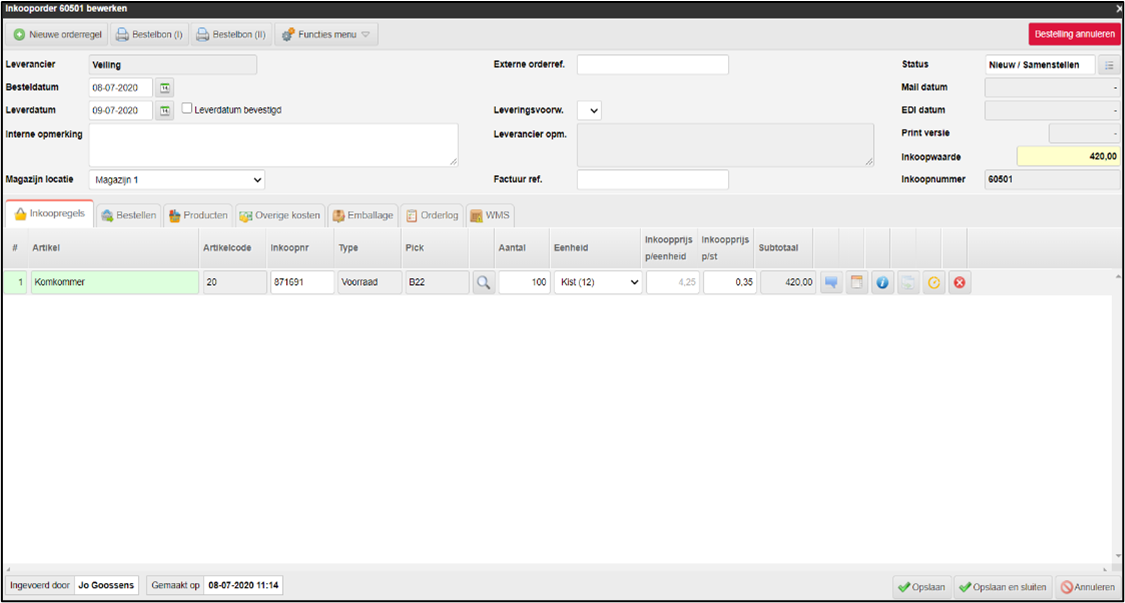 Inkooporder 60501 bewerken
Nieuwe orderregel Bestelbon (I) Bestelbon (II) Functies menu Bestelling annuleren
Leverancier Veiling Externe orderref. Status Nieuw / Samenstellen
Besteldatum 08-07-2020 Mail datum -
Leverdatum 09-07-2020 Leverdatum bevestigd Leveringsvoorw. EDI datum -
Interne opmerking Leverancier opm. Print versie -
Inkoopwaarde 420,00
Magazijn locatie Magazijn 1 Factuur ref. Inkoopnummer 60501
Inkoopregels Bestellen Producten Overige kosten Emballage Orderlog WMS
# Artikel Artikelcode Inkoopnr Type Pick Aantal Eenheid Inkoopprijs p/eenheid Inkoopprijs p/st Subtotaal
1 Komkommer 20 871691 Voorraad B22 100 Kist (12) 4,25 0,35 420,00
Ingevoerd door Jo Goossens Gemaakt op 08-07-2020 11:14 Opslaan Opslaan en sluiten Annuleren